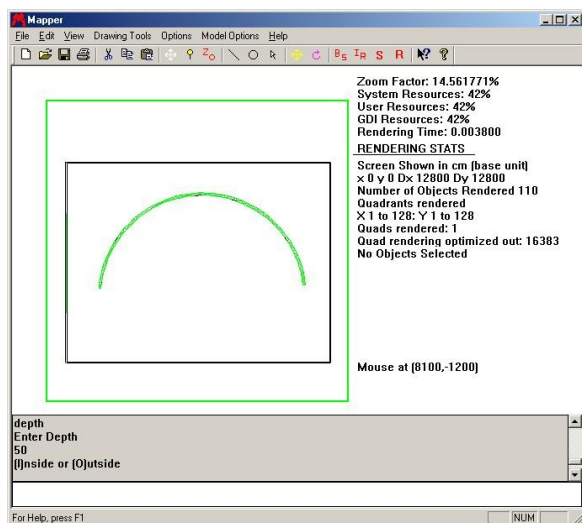 Mapper
File Edit View Drawing Tools Options Model Options Help
Zo Bs IR S R
Zoom Factor: 14.561771%
System Resources: 42%
User Resources: 42%
GDI Resources: 42%
Rendering Time: 0.003800
RENDERING STATS
Screen Shown in cm (base unit)
x 0 y 0 Dx 12800 Dy 12800
Number of Objects Rendered 110
Quadrants rendered
X 1 to 128: Y 1 to 128
Quads rendered: 1
Quad rendering optimized out: 16383
No Objects Selected
Mouse at (8100,-1200)
depth
Enter Depth
50
(I)nside or (O)utside
For Help, press F1
NUM